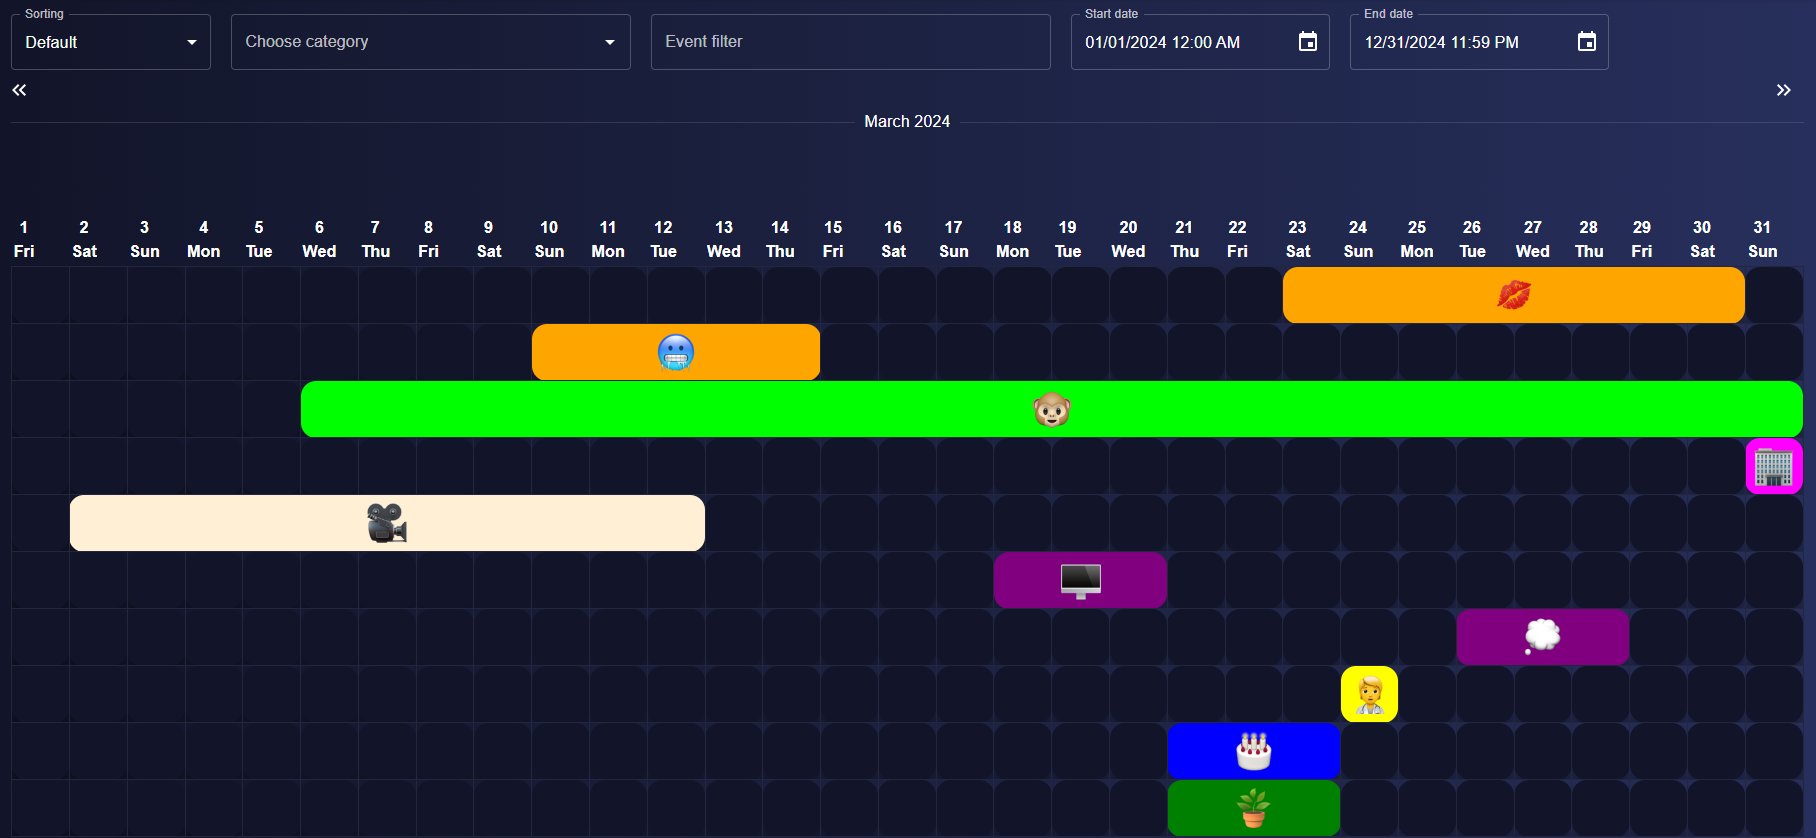 Sorting
Default
Choose category
Event filter
Start date
01/01/2024 12:00 AM
End date
12/31/2024 11:59 PM
March 2024
1 2 3 4 5 6 7 8 9 10 11 12 13 14 15 16 17 18 19 20 21 22 23 24 25 26 27 28 29 30 31
Fri Sat Sun Mon Tue Wed Thu Fri Sat Sun Mon Tue Wed Thu Fri Sat Sun Mon Tue Wed Thu Fri Sat Sun Mon Tue Wed Thu Fri Sat Sun